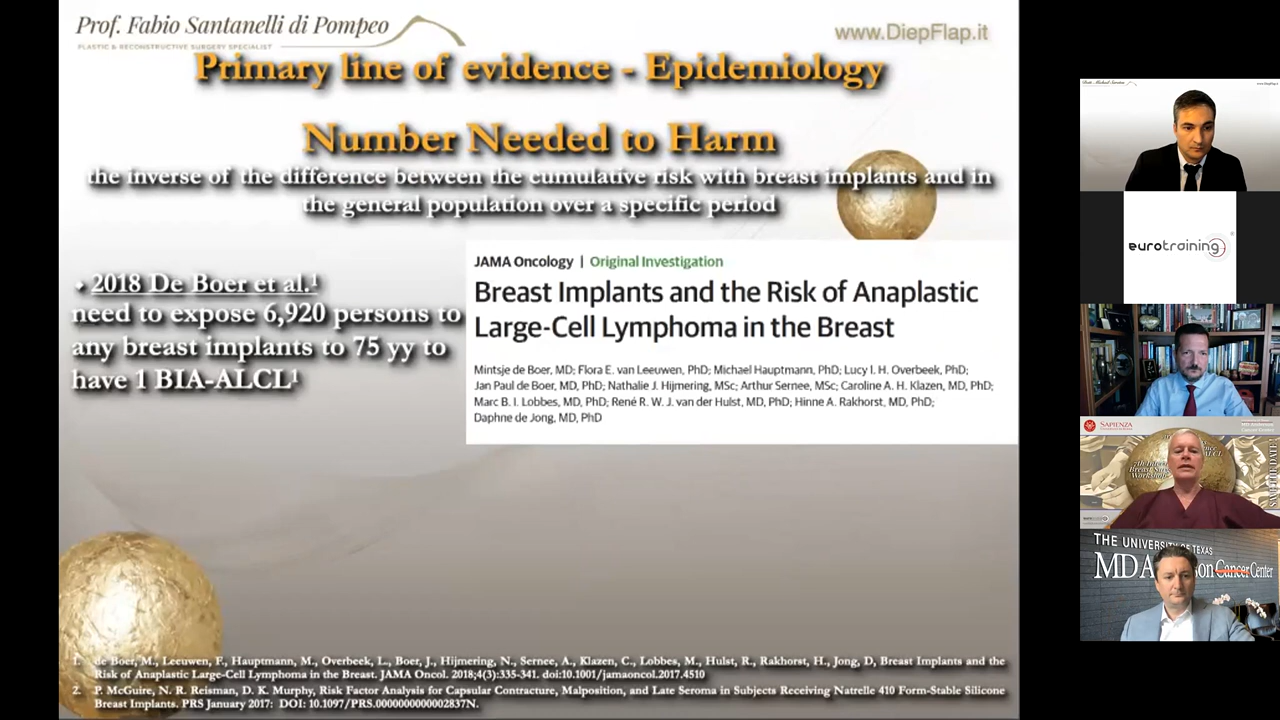 Prof. Fabio Santanelli di Pompeo
PLASTIC & RECONSTRUCTIVE SURGERY SPECIALIST
www.DiepFlap.it
Primary line of evidence - Epidemiology
Number Needed to Harm
the inverse of the difference between the cumulative risk with breast implants and in
the general population over a specific period
2018 De Boer et al.1
need to expose 6,920 persons to
any breast implants to 75 yy to
have 1 BIA-ALCL1
JAMA Oncology | Original Investigation
Breast Implants and the Risk of Anaplastic
Large-Cell Lymphoma in the Breast
Mintsje de Boer, MD; Flora E. van Leeuwen, PhD; Michael Hauptmann, PhD; Lucy I. H. Overbeek, PhD;
Jan Paul de Boer, MD, PhD; Nathalie J. Hijmering, MSc; Arthur Sernee, MSc; Caroline A. H. Klazen, MD, PhD;
Marc B. I. Lobbes, MD, PhD; René R. W. J. van der Hulst, MD, PhD; Hinne A. Rakhorst, MD, PhD;
Daphne de Jong, MD, PhD
1. de Boer, M., Leeuwen, F., Hauptmann, M., Overbeek, L., Boer, J., Hijmering, N., Sernee, A., Klazen, C., Lobbes, M., Hulst, R., Rakhorst, H., Jong, D, Breast Implants and the
Risk of Anaplastic Large-Cell Lymphoma in the Breast. JAMA Oncol. 2018;4(3):335-341. doi:10.1001/jamaoncol.2017.4510
2. P. McGuire, N. R. Reisman, D. K. Murphy, Risk Factor Analysis for Capsular Contracture, Malposition, and Late Seroma in Subjects Receiving Natrelle 410 Form-Stable Silicone
Breast Implants. PRS January 2017: DOI: 10.1097/PRS.0000000000002837N.
eurotraining
SAPIENZA
THE UNIVERSITY OF TEXAS
MD
Cancer Center